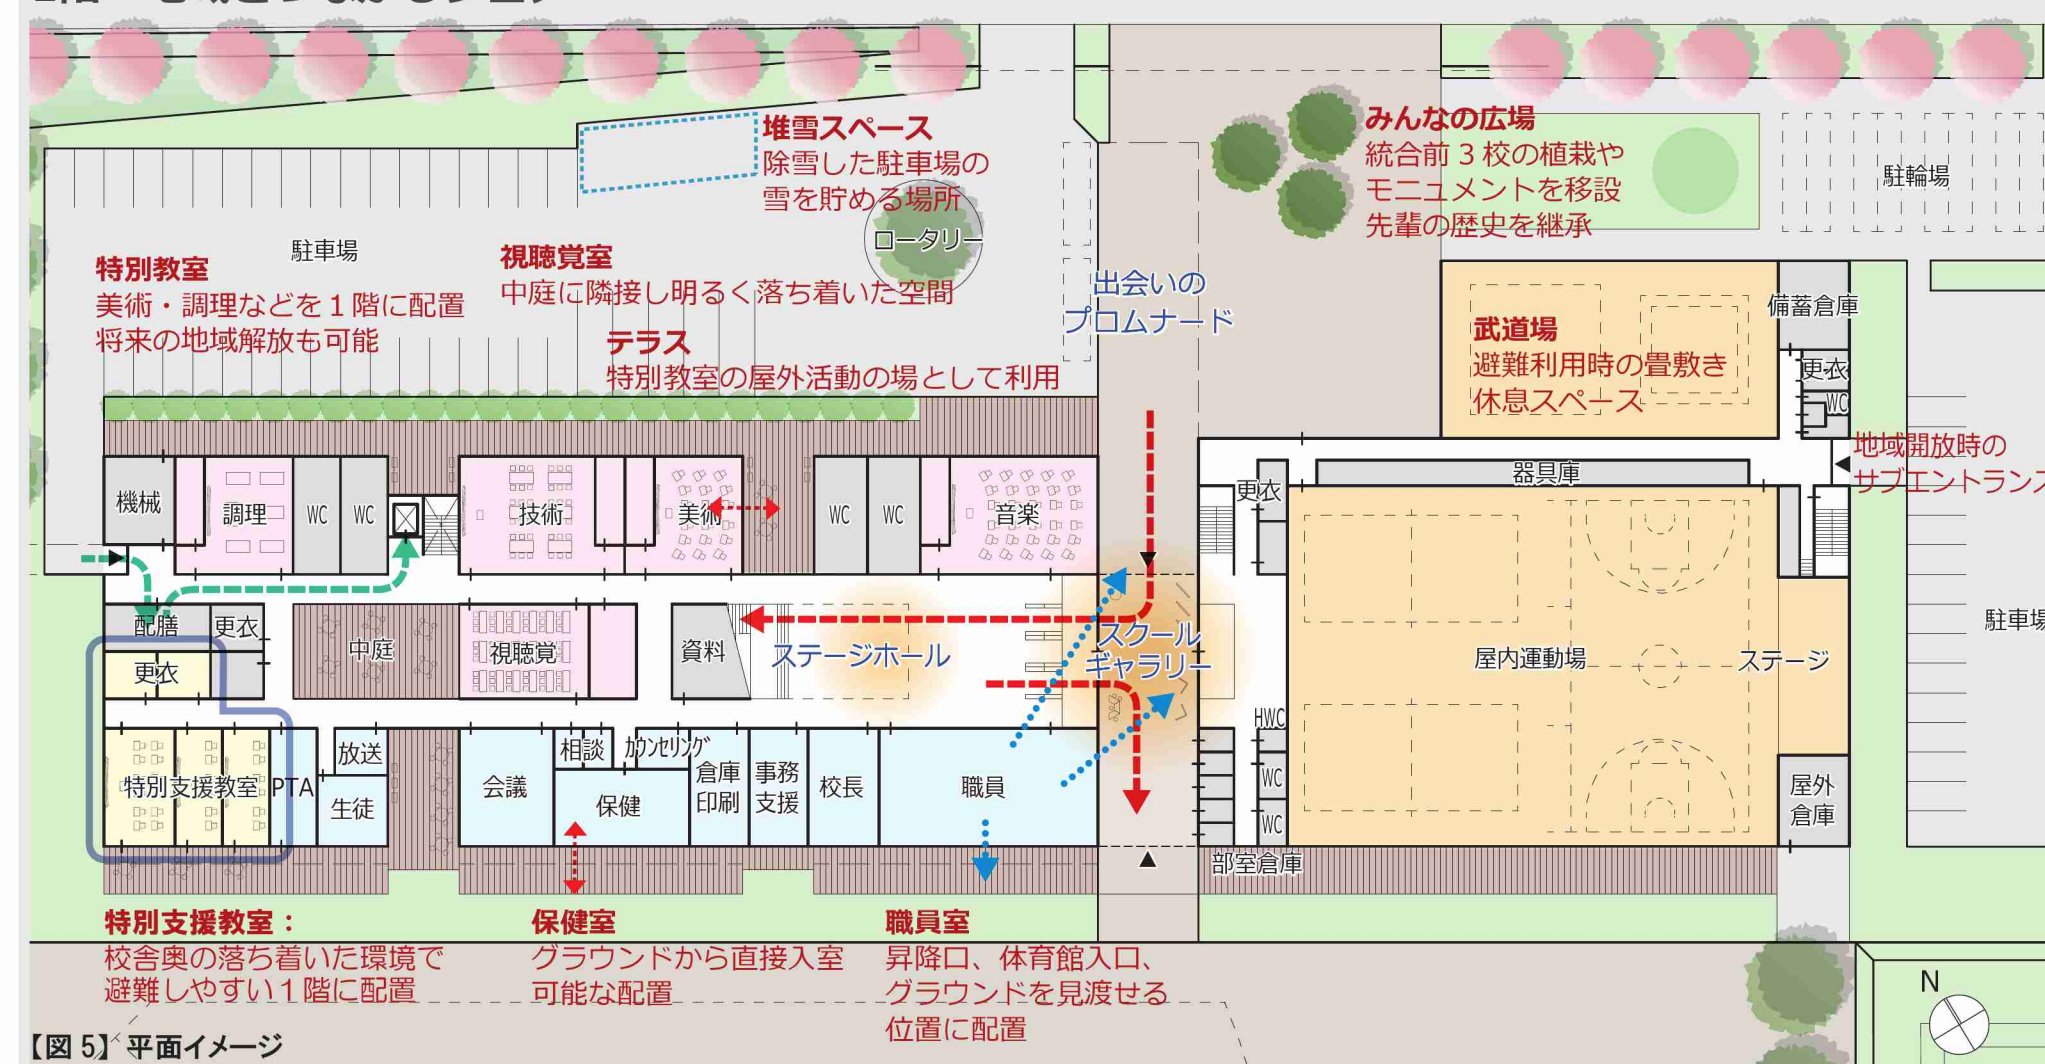 堆雪スペース
除雪した駐車場の
雪を貯める場所
ロータリー
みんなの広場
統合前３校の植栽や
モニュメントを移設
先輩の歴史を継承
駐輪場
駐車場
特別教室
美術・調理などを１階に配置
将来の地域解放も可能
視聴覚室
中庭に隣接し明るく落ち着いた空間
テラス
特別教室の屋外活動の場として利用
出会いの
プロムナード
武道場
避難利用時の畳敷き
休息スペース
備蓄倉庫
更衣
WC
地域開放時の
サブエントランス
機械
調理
WC
WC
技術
美術
WC
WC
音楽
更衣
器具庫
配膳
更衣
更衣
中庭
視聴覚
資料
ステージホール
スクール
ギャラリー
屋内運動場
ステージ
駐車場
HWC
WC
WC
特別支援教室
PTA
放送
生徒
会議
相談
カウンセリング
保健
倉庫
印刷
事務
支援
校長
職員
屋外
倉庫
部室倉庫
特別支援教室：
校舎奥の落ち着いた環境で
避難しやすい１階に配置
保健室
グラウンドから直接入室
可能な配置
職員室
昇降口、体育館入口、
グラウンドを見渡せる
位置に配置
N
【図 5】平面イメージ